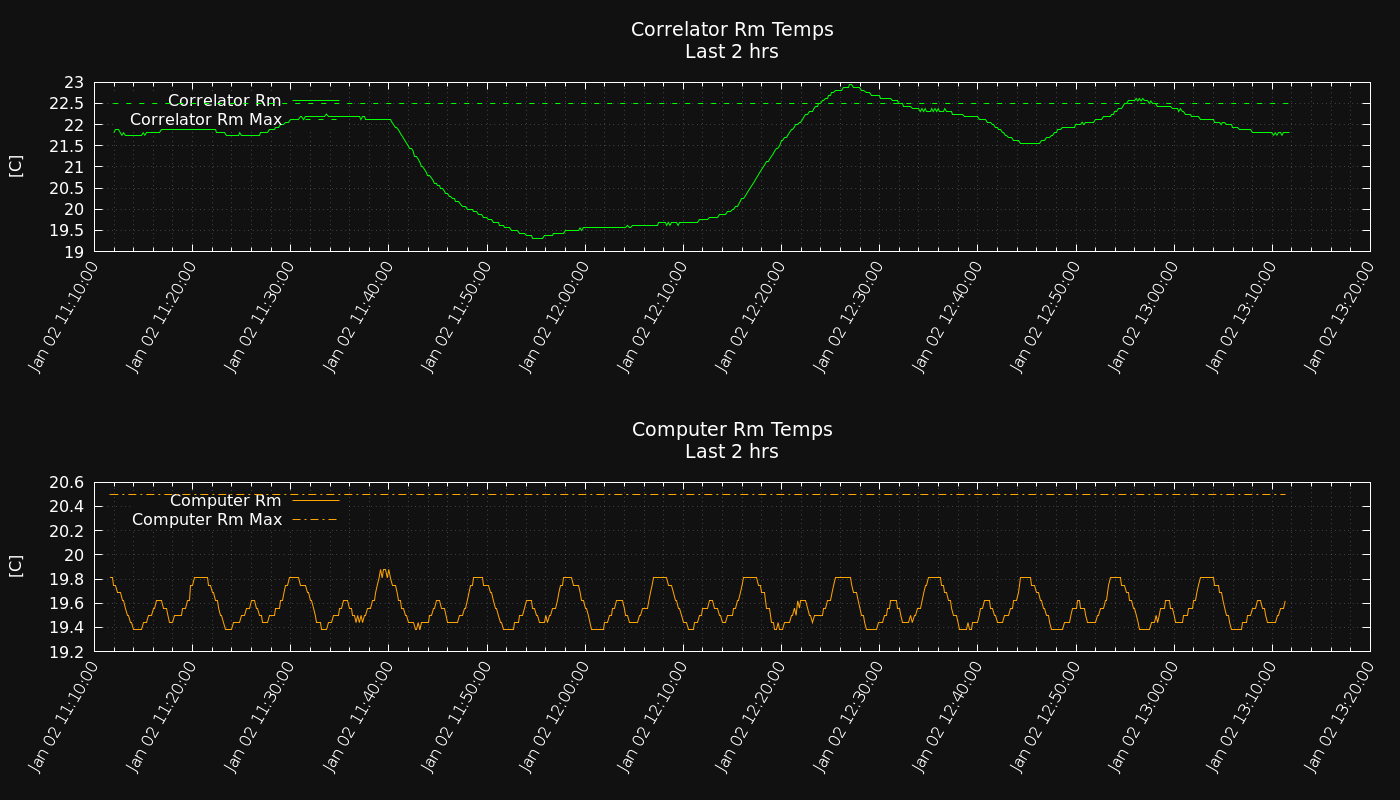 Correlator Rm Temps
Last 2 hrs
23
22.5
22
21.5
21
20.5
20
19.5
19
[C]
Correlator Rm
Correlator Rm Max
Jan 02 11:10:00
Jan 02 11:20:00
Jan 02 11:30:00
Jan 02 11:40:00
Jan 02 11:50:00
Jan 02 12:00:00
Jan 02 12:10:00
Jan 02 12:20:00
Jan 02 12:30:00
Jan 02 12:40:00
Jan 02 12:50:00
Jan 02 13:00:00
Jan 02 13:10:00
Jan 02 13:20:00
Computer Rm Temps
Last 2 hrs
20.6
20.4
20.2
20
19.8
19.6
19.4
19.2
[C]
Computer Rm
Computer Rm Max
Jan 02 11:10:00
Jan 02 11:20:00
Jan 02 11:30:00
Jan 02 11:40:00
Jan 02 11:50:00
Jan 02 12:00:00
Jan 02 12:10:00
Jan 02 12:20:00
Jan 02 12:30:00
Jan 02 12:40:00
Jan 02 12:50:00
Jan 02 13:00:00
Jan 02 13:10:00
Jan 02 13:20:00